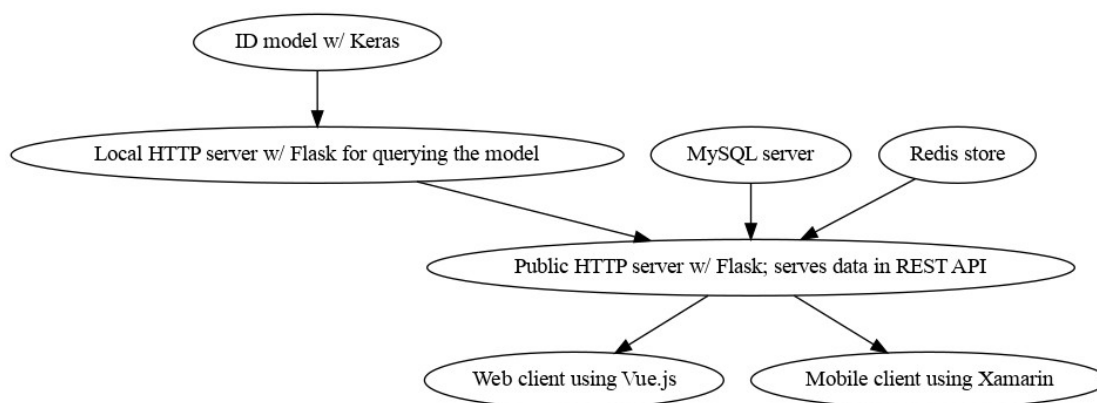 ID model w/ Keras
Local HTTP server w/ Flask for querying the model
MySQL server
Redis store
Public HTTP server w/ Flask; serves data in REST API
Web client using Vue.js
Mobile client using Xamarin